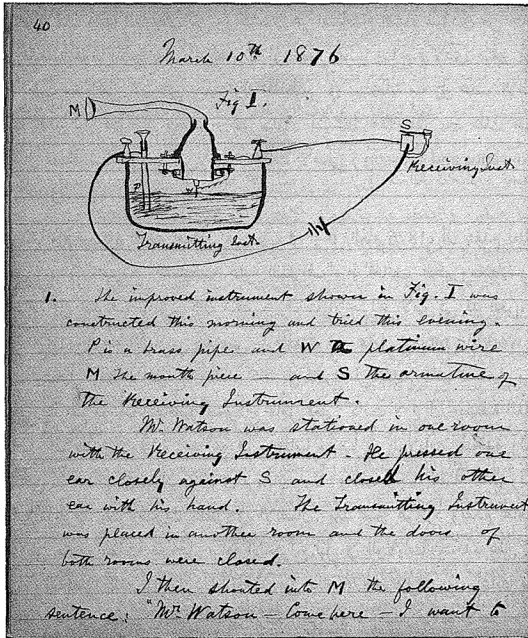 40
March 10th 1876
Fig I.
M
S
Receiving Inst
P
W
Transmitting Inst
1. The improved instrument shown in Fig. I was
constructed this morning and tried this evening.
P is a brass pipe and W the platinum wire
M the mouth piece — and S the armature of
the Receiving Instrument.
Mr. Watson was stationed in one room
with the Receiving Instrument. He pressed one
ear closely against S and closed his other
ear with his hand. The Transmitting Instrument
was placed in another room and the doors of
both rooms were closed.
I then shouted into M the following
sentence: "Mr. Watson — Come here — I want to